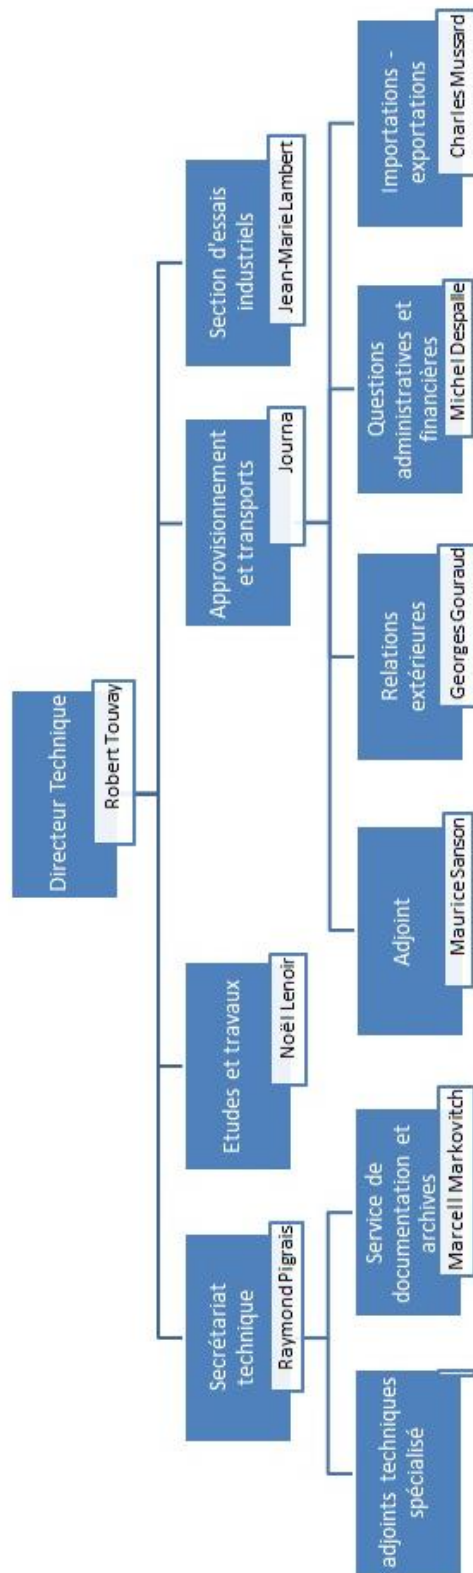 Directeur Technique
Robert Touvay
Secrétariat
technique
Raymond Pigrais
Etudes et travaux
Noël Lenoir
Approvisionnement
et transports
Journa
Section d'essais
industriels
Jean-Marie Lambert
adjoints techniques
spécialisé
Service de
documentation et
archives
Marcell Markovitch
Adjoint
Maurice Sanson
Relations
extérieures
Georges Gouraud
Questions
administratives et
financières
Michel Despalle
Importations -
exportations
Charles Mussard